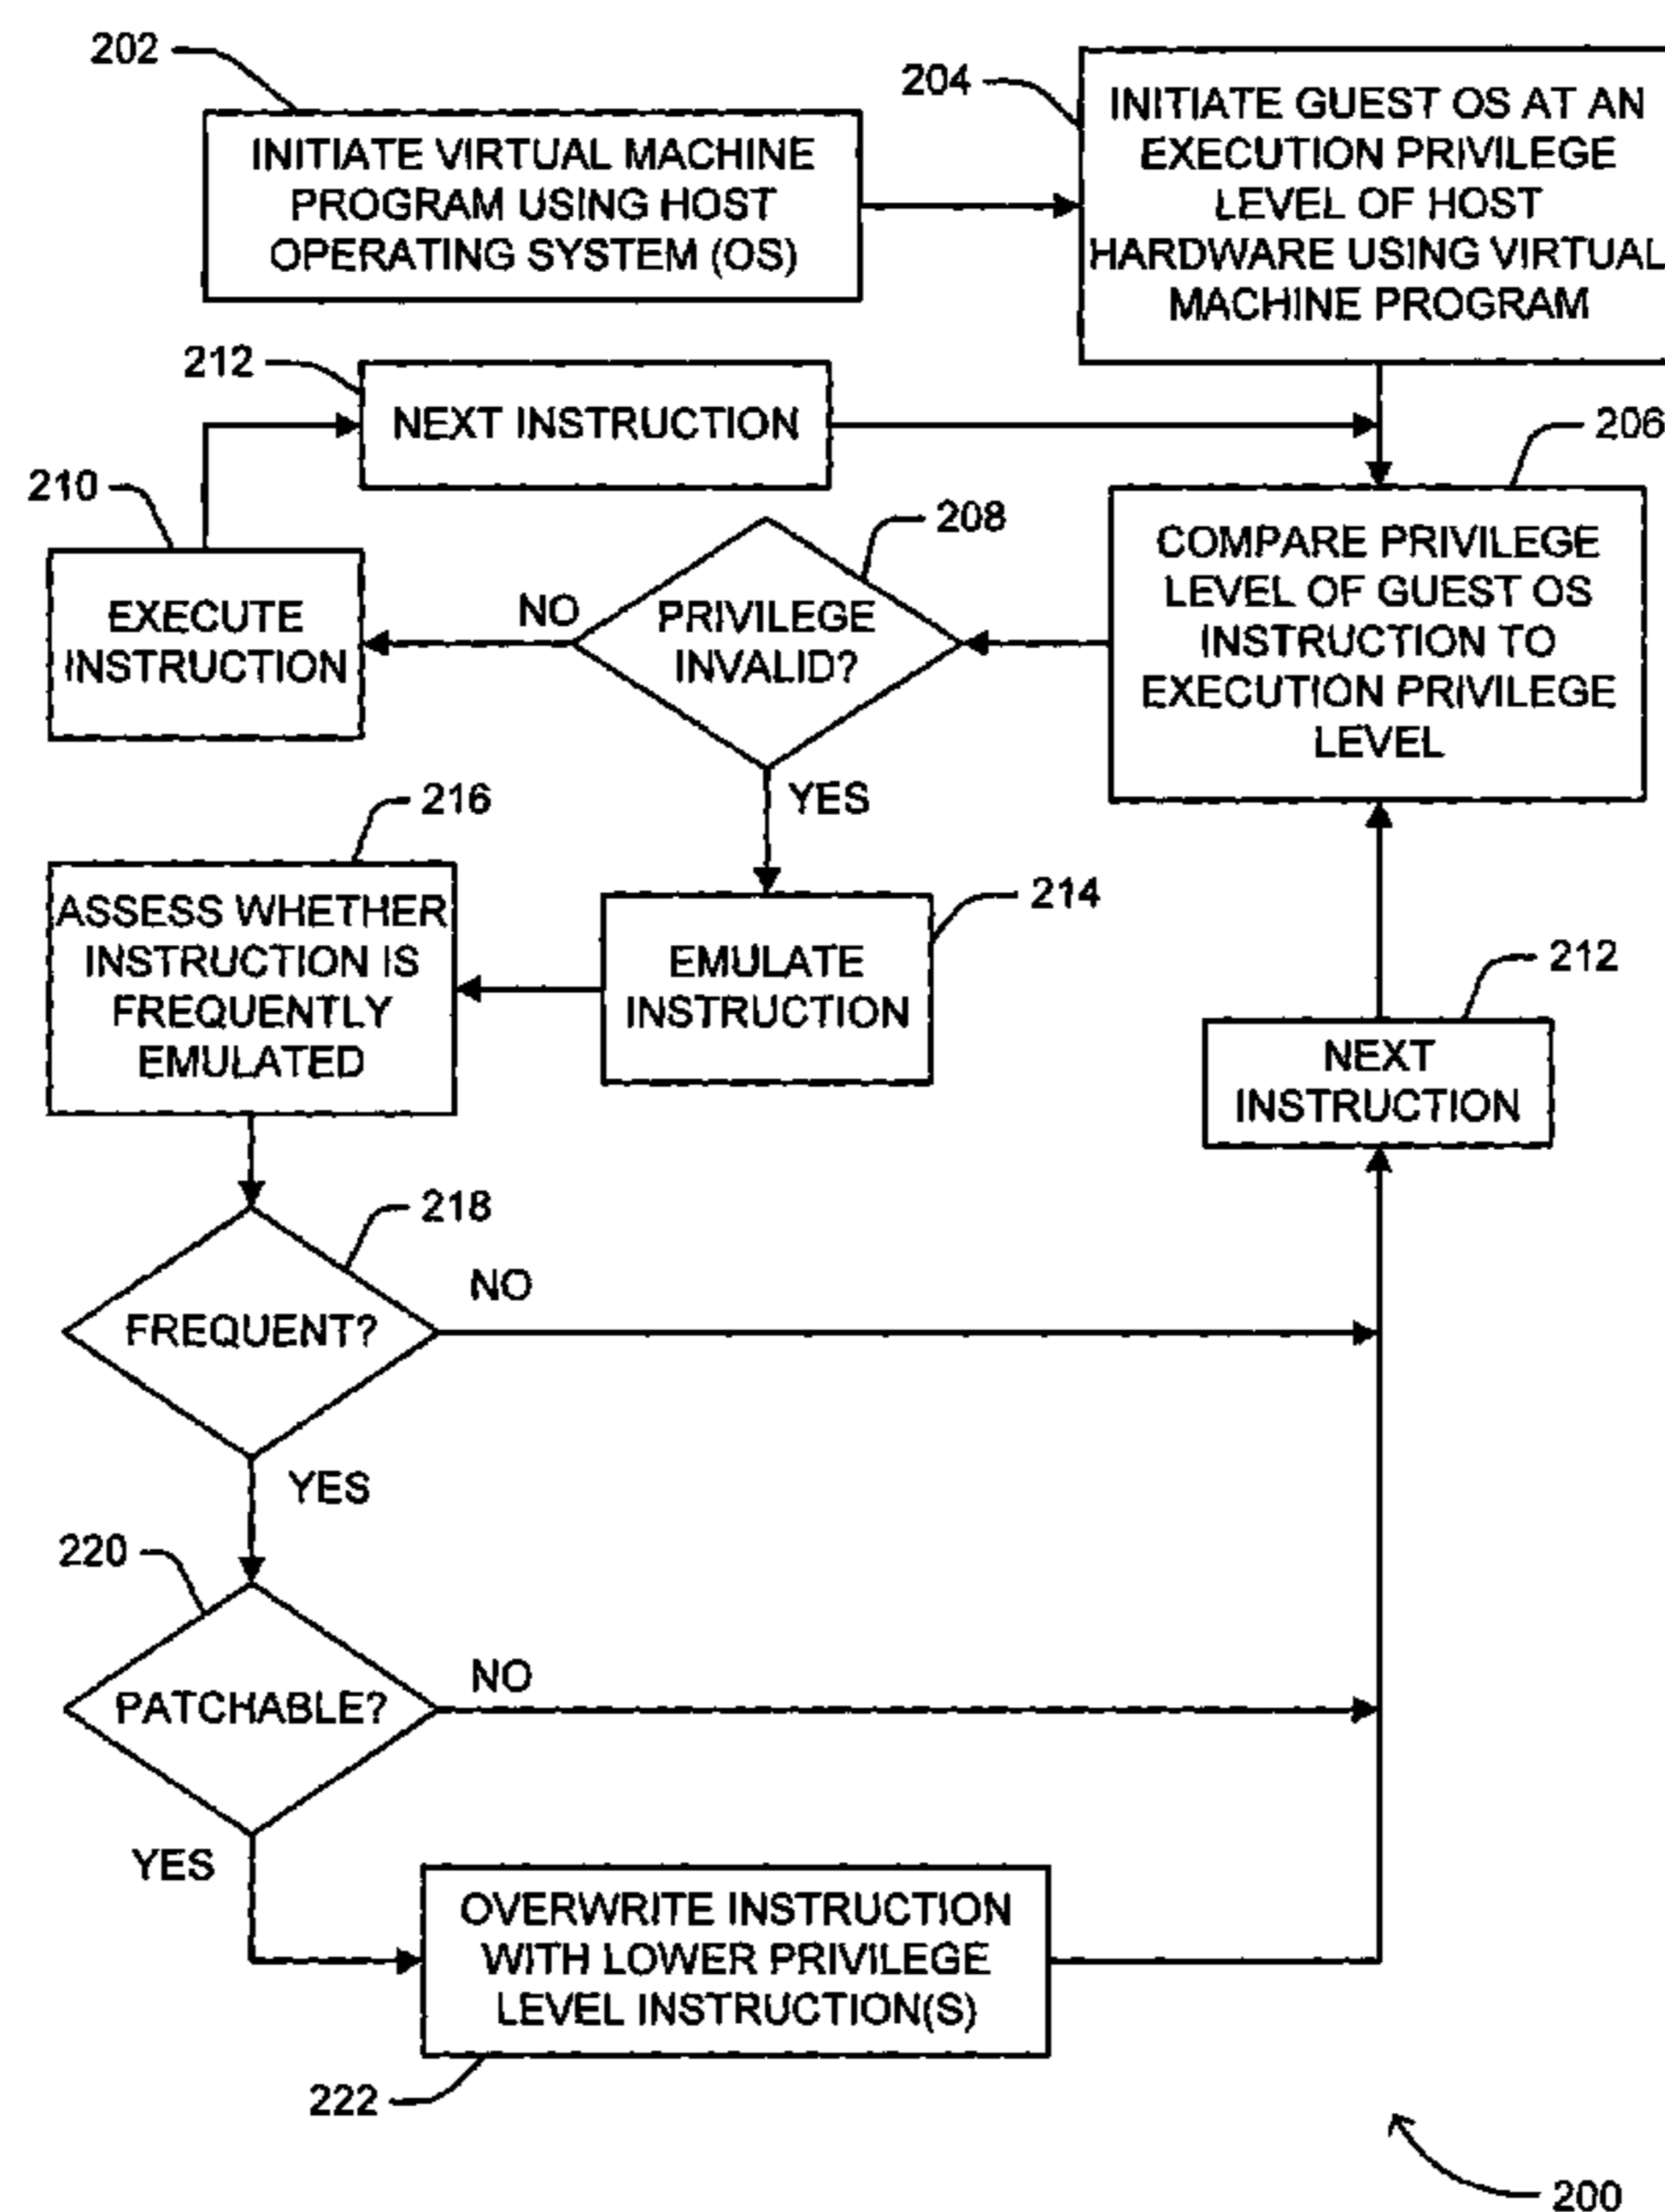 202
INITIATE VIRTUAL MACHINE
PROGRAM USING HOST
OPERATING SYSTEM (OS)
204
INITIATE GUEST OS AT AN
EXECUTION PRIVILEGE
LEVEL OF HOST
HARDWARE USING VIRTUAL
MACHINE PROGRAM
212
NEXT INSTRUCTION
206
COMPARE PRIVILEGE
LEVEL OF GUEST OS
INSTRUCTION TO
EXECUTION PRIVILEGE
LEVEL
208
PRIVILEGE
INVALID?
NO
YES
210
EXECUTE
INSTRUCTION
214
EMULATE
INSTRUCTION
216
ASSESS WHETHER
INSTRUCTION IS
FREQUENTLY
EMULATED
212
NEXT
INSTRUCTION
218
FREQUENT?
NO
YES
220
PATCHABLE?
NO
YES
OVERWRITE INSTRUCTION
WITH LOWER PRIVILEGE
LEVEL INSTRUCTION(S)
222
200